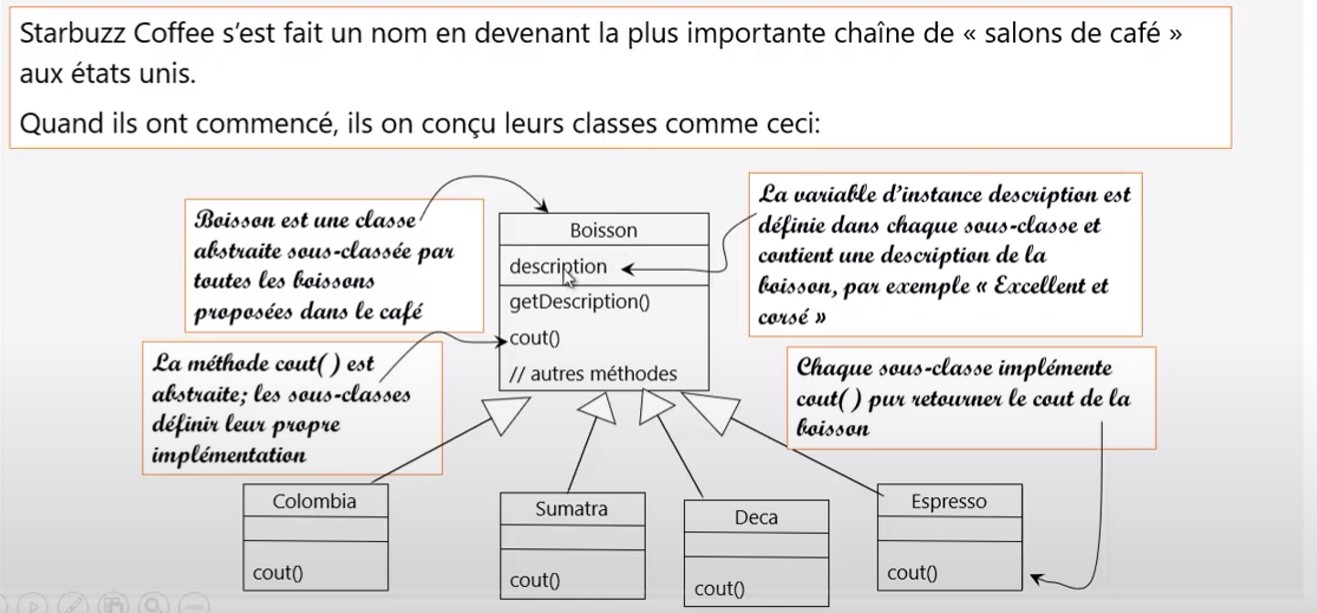 Starbuzz Coffee s'est fait un nom en devenant la plus importante chaîne de « salons de café »
aux états unis.
Quand ils ont commencé, ils on conçu leurs classes comme ceci:
Boisson est une classe
abstraite sous-classée par
toutes les boissons
proposées dans le café
La variable d'instance description est
définie dans chaque sous-classe et
contient une description de la
boisson, par exemple « Excellent et
corsé »
Boisson
description
getDescription()
cout()
// autres méthodes
La méthode cout( ) est
abstraite; les sous-classes
définir leur propre
implémentation
Chaque sous-classe implémente
cout( ) pur retourner le cout de la
boisson
Colombia
cout()
Sumatra
cout()
Deca
cout()
Espresso
cout()